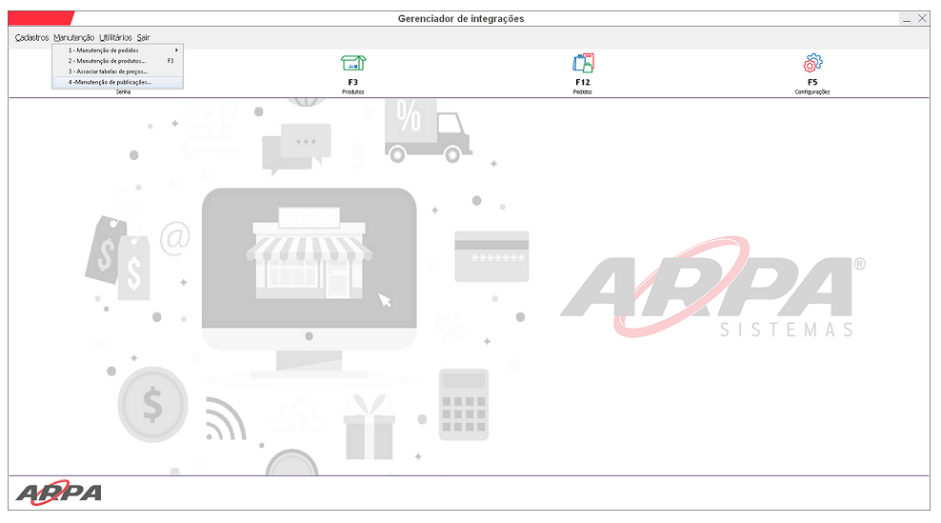 Gerenciador de integrações
Cadastros Manutenção Utilitários Sair
1 - Manutenção de pedidos
2 - Manutenção de produtos... F3
3 - Associar tabelas de preços...
4 -Manutenção de publicações...
Senha
F3
Produtos
F12
Pedidos
F5
Configurações
%
@
$
$
$
*******
%
$
ARPA®
SISTEMAS
ARPA